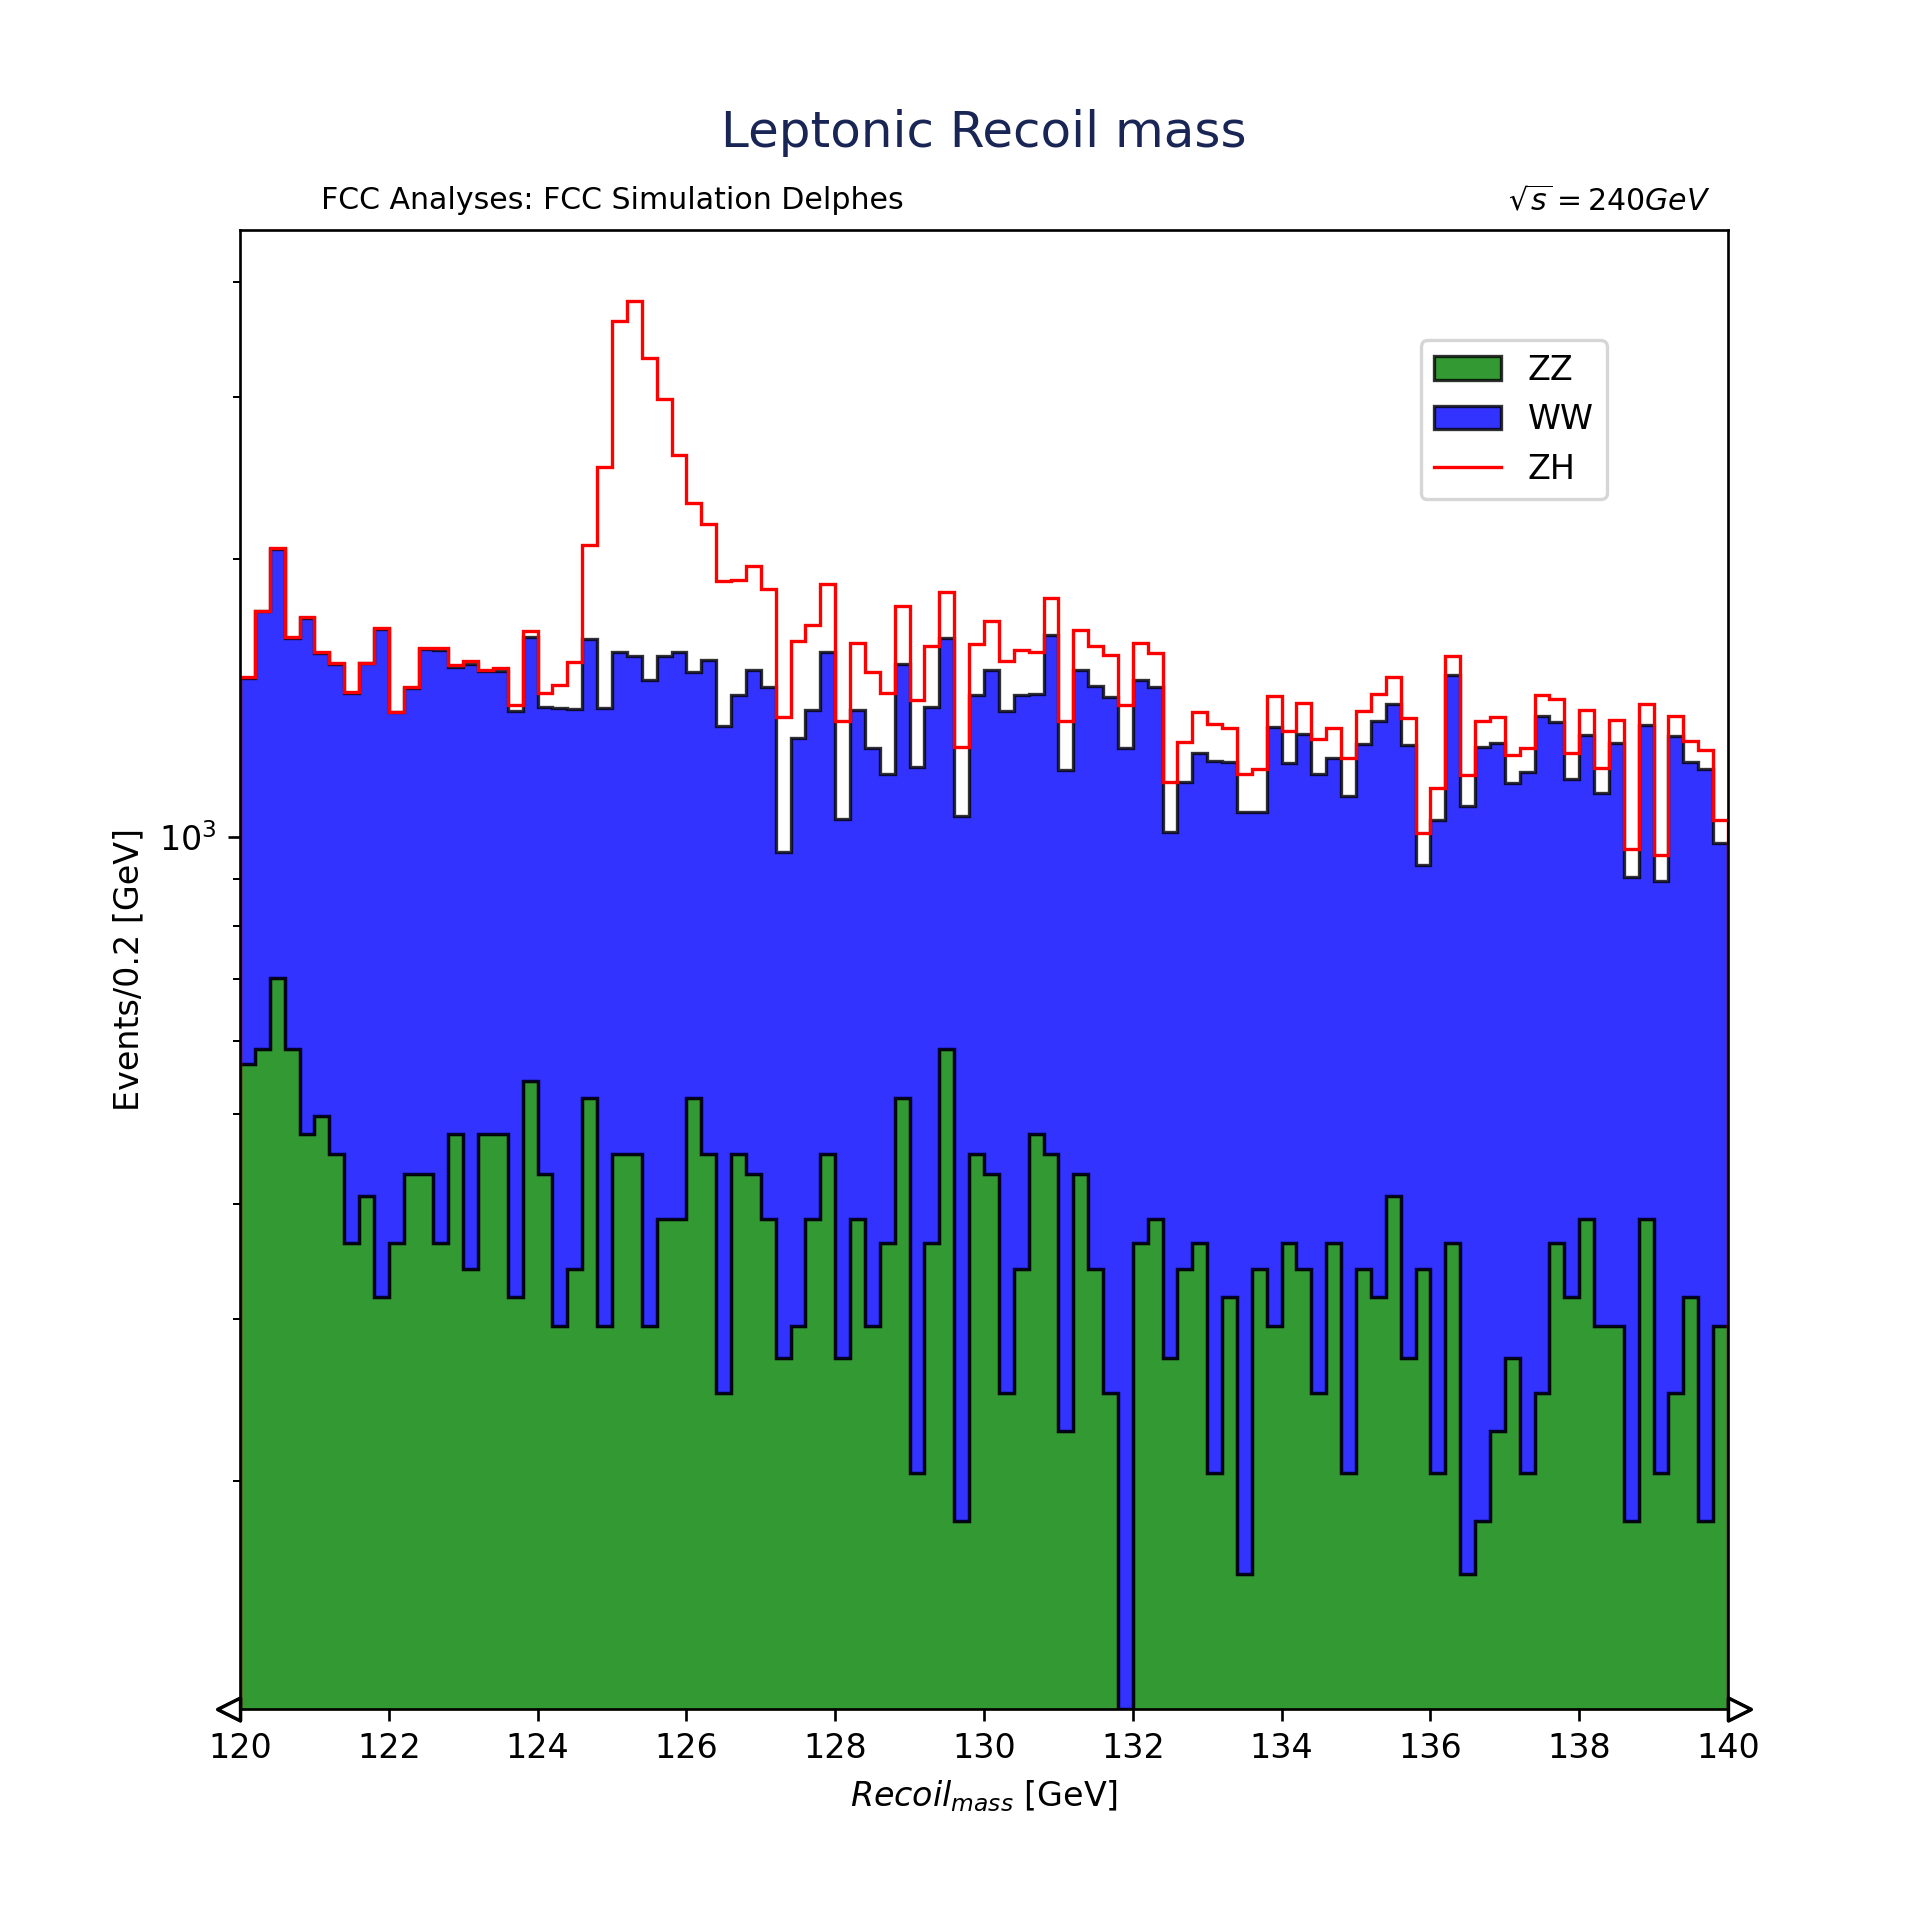 Leptonic Recoil mass
FCC Analyses: FCC Simulation Delphes
√s = 240GeV
ZZ
WW
ZH
Events/0.2 [GeV]
10³
120 122 124 126 128 130 132 134 136 138 140
Recoil_mass [GeV]